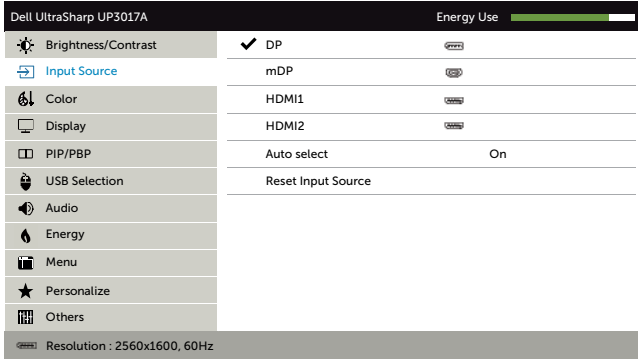 Dell UltraSharp UP3017A Energy Use
Brightness/Contrast
Input Source
Color
Display
PIP/PBP
USB Selection
Audio
Energy
Menu
Personalize
Others
DP
mDP
HDMI1
HDMI2
Auto select On
Reset Input Source
Resolution : 2560x1600, 60Hz